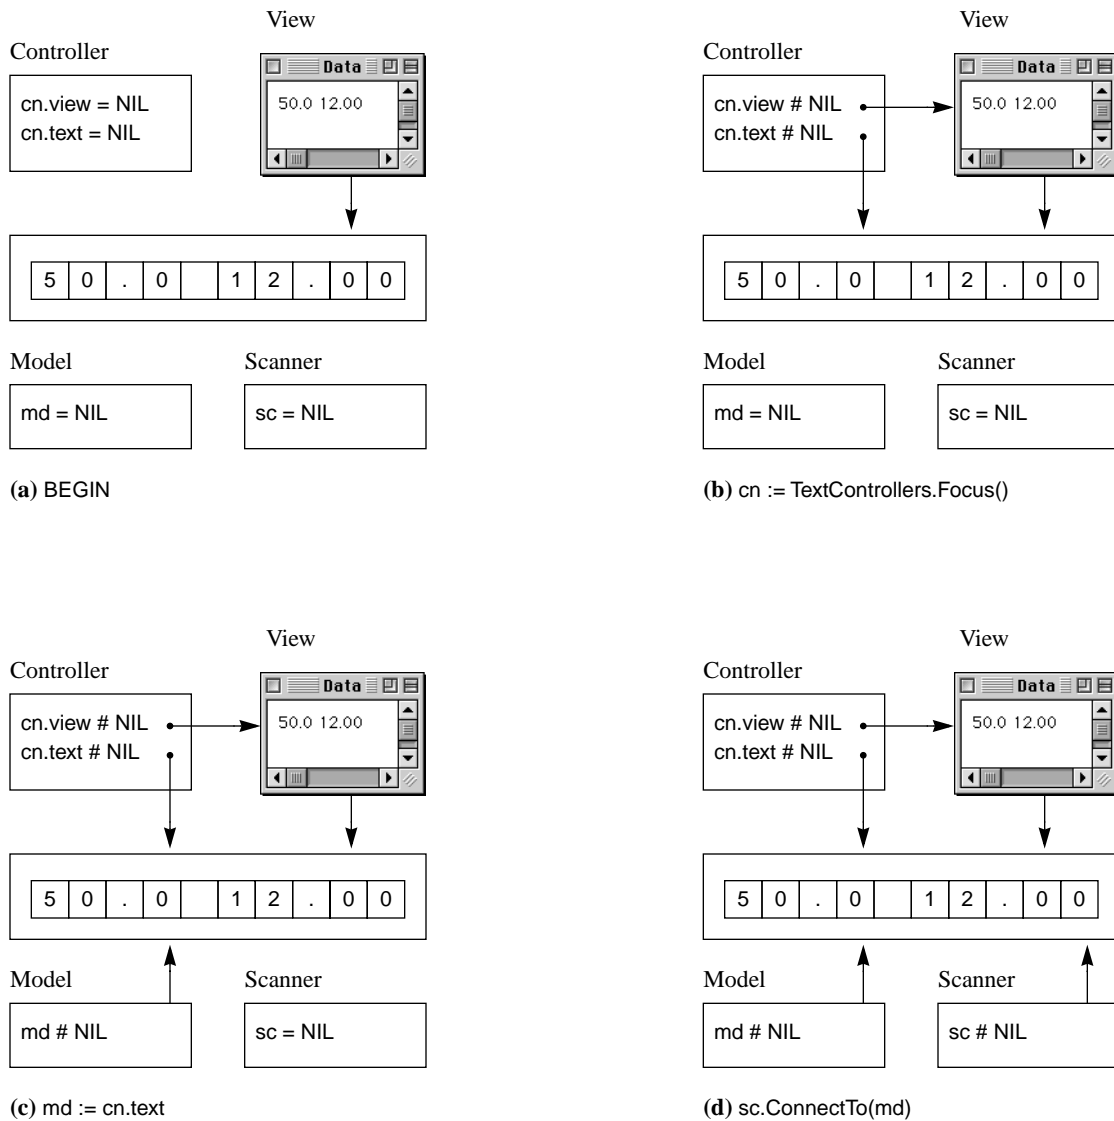 View
Controller
Data
cn.view = NIL
cn.text = NIL
50.0 12.00
5 0 . 0 1 2 . 0 0
Model
Scanner
md = NIL
sc = NIL
(a) BEGIN
View
Controller
Data
cn.view # NIL
cn.text # NIL
50.0 12.00
5 0 . 0 1 2 . 0 0
Model
Scanner
md = NIL
sc = NIL
(b) cn := TextControllers.Focus()
View
Controller
Data
cn.view # NIL
cn.text # NIL
50.0 12.00
5 0 . 0 1 2 . 0 0
Model
Scanner
md # NIL
sc = NIL
(c) md := cn.text
View
Controller
Data
cn.view # NIL
cn.text # NIL
50.0 12.00
5 0 . 0 1 2 . 0 0
Model
Scanner
md # NIL
sc # NIL
(d) sc.ConnectTo(md)